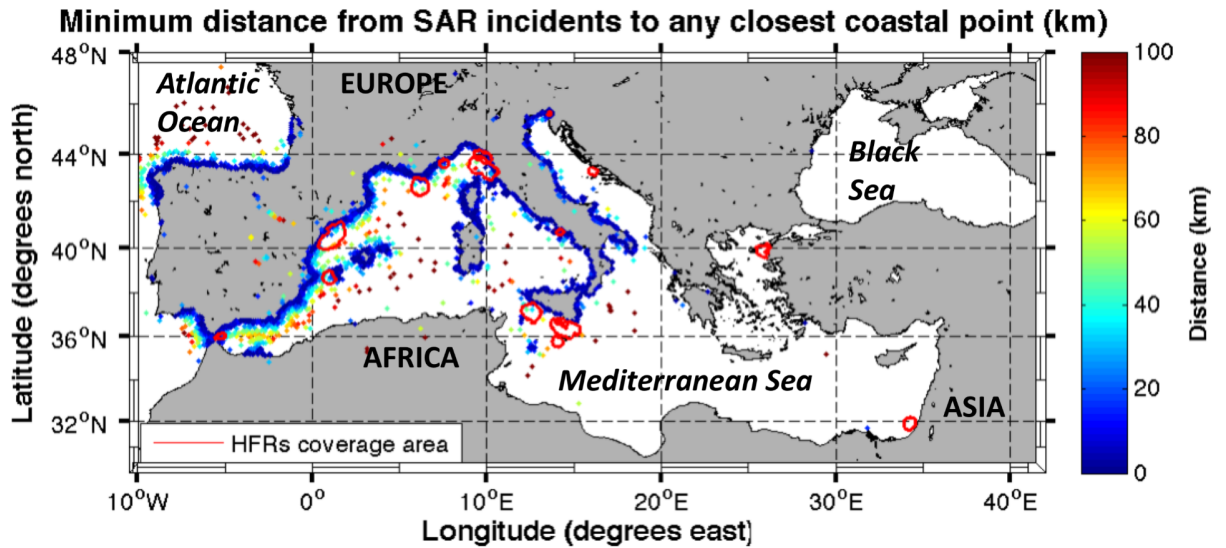 Minimum distance from SAR incidents to any closest coastal point (km)
48°N
44°N
40°N
36°N
32°N
Latitude (degrees north)
Atlantic
Ocean
EUROPE
Black
Sea
AFRICA
Mediterranean Sea
ASIA
HFRs coverage area
10°W
0°
10°E
20°E
30°E
40°E
Longitude (degrees east)
100
80
60
40
20
0
Distance (km)